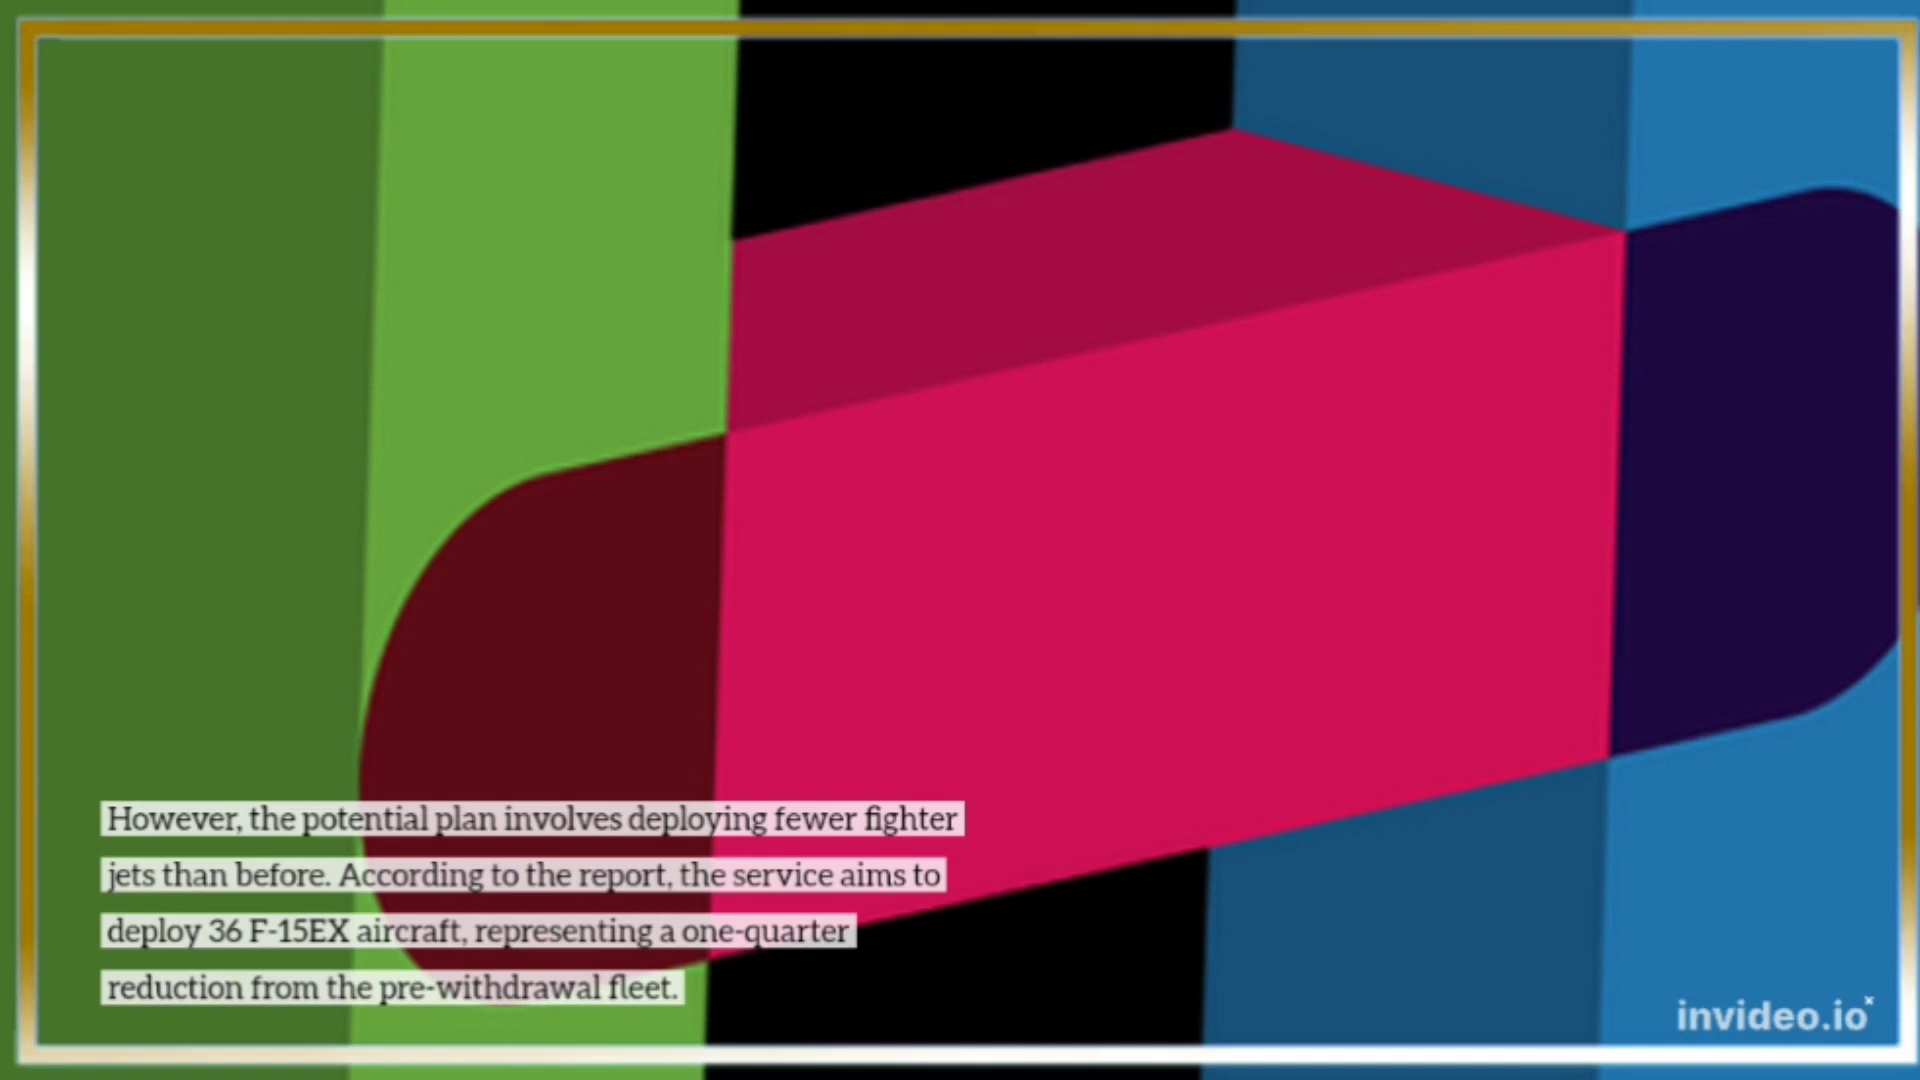 However, the potential plan involves deploying fewer fighter
jets than before. According to the report, the service aims to
deploy 36 F-15EX aircraft, representing a one-quarter
reduction from the pre-withdrawal fleet.
invideo.io